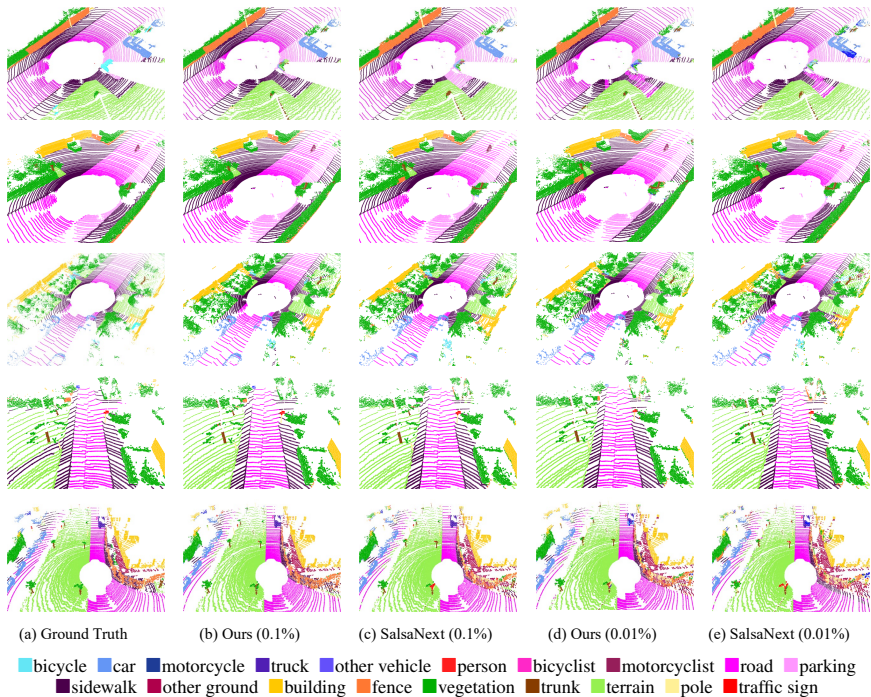 (a) Ground Truth (b) Ours (0.1%) (c) SalsaNext (0.1%) (d) Ours (0.01%) (e) SalsaNext (0.01%)
bicycle car motorcycle truck other vehicle person bicyclist motorcyclist road parking
sidewalk other ground building fence vegetation trunk terrain pole traffic sign